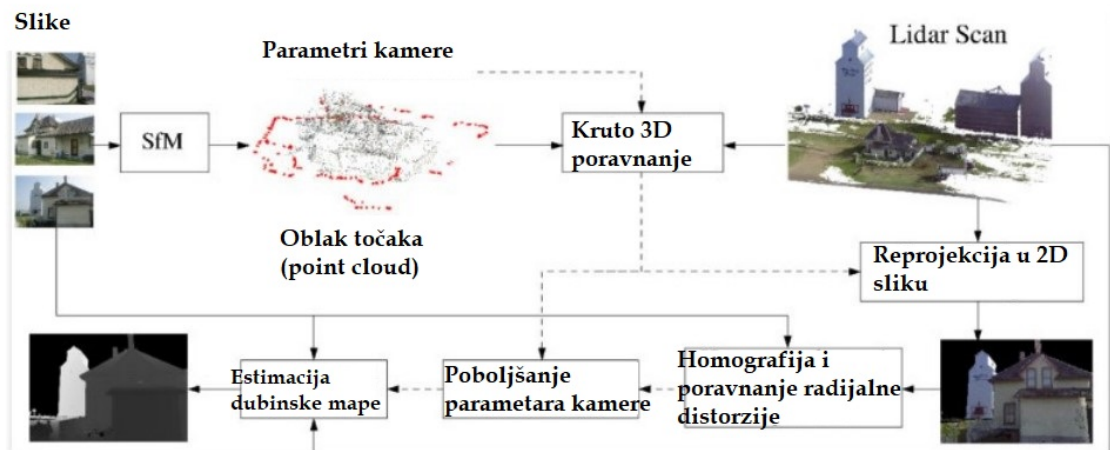 Slike
Parametri kamere
Lidar Scan
SfM
Kruto 3D
poravnanje
Oblak točaka
(point cloud)
Reprojekcija u 2D
sliku
Estimacija
dubinske mape
Poboljšanje
parametara kamere
Homografija i
poravnanje radijalne
distorzije